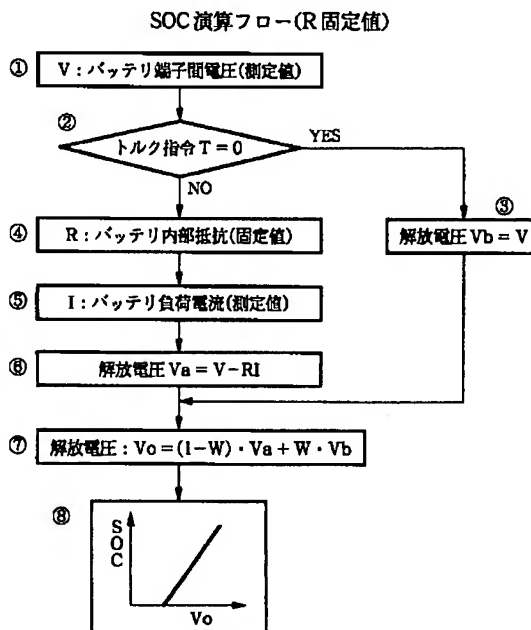 SOC 演算フロー(R 固定値)
① V：バッテリ端子間電圧(測定値)
② トルク指令 T = 0
YES
NO
③ 解放電圧 Vb = V
④ R：バッテリ内部抵抗(固定値)
⑤ I：バッテリ負荷電流(測定値)
⑥ 解放電圧 Va = V−RI
⑦ 解放電圧：Vo = (1−W)・Va + W・Vb
⑧
SOC
Vo